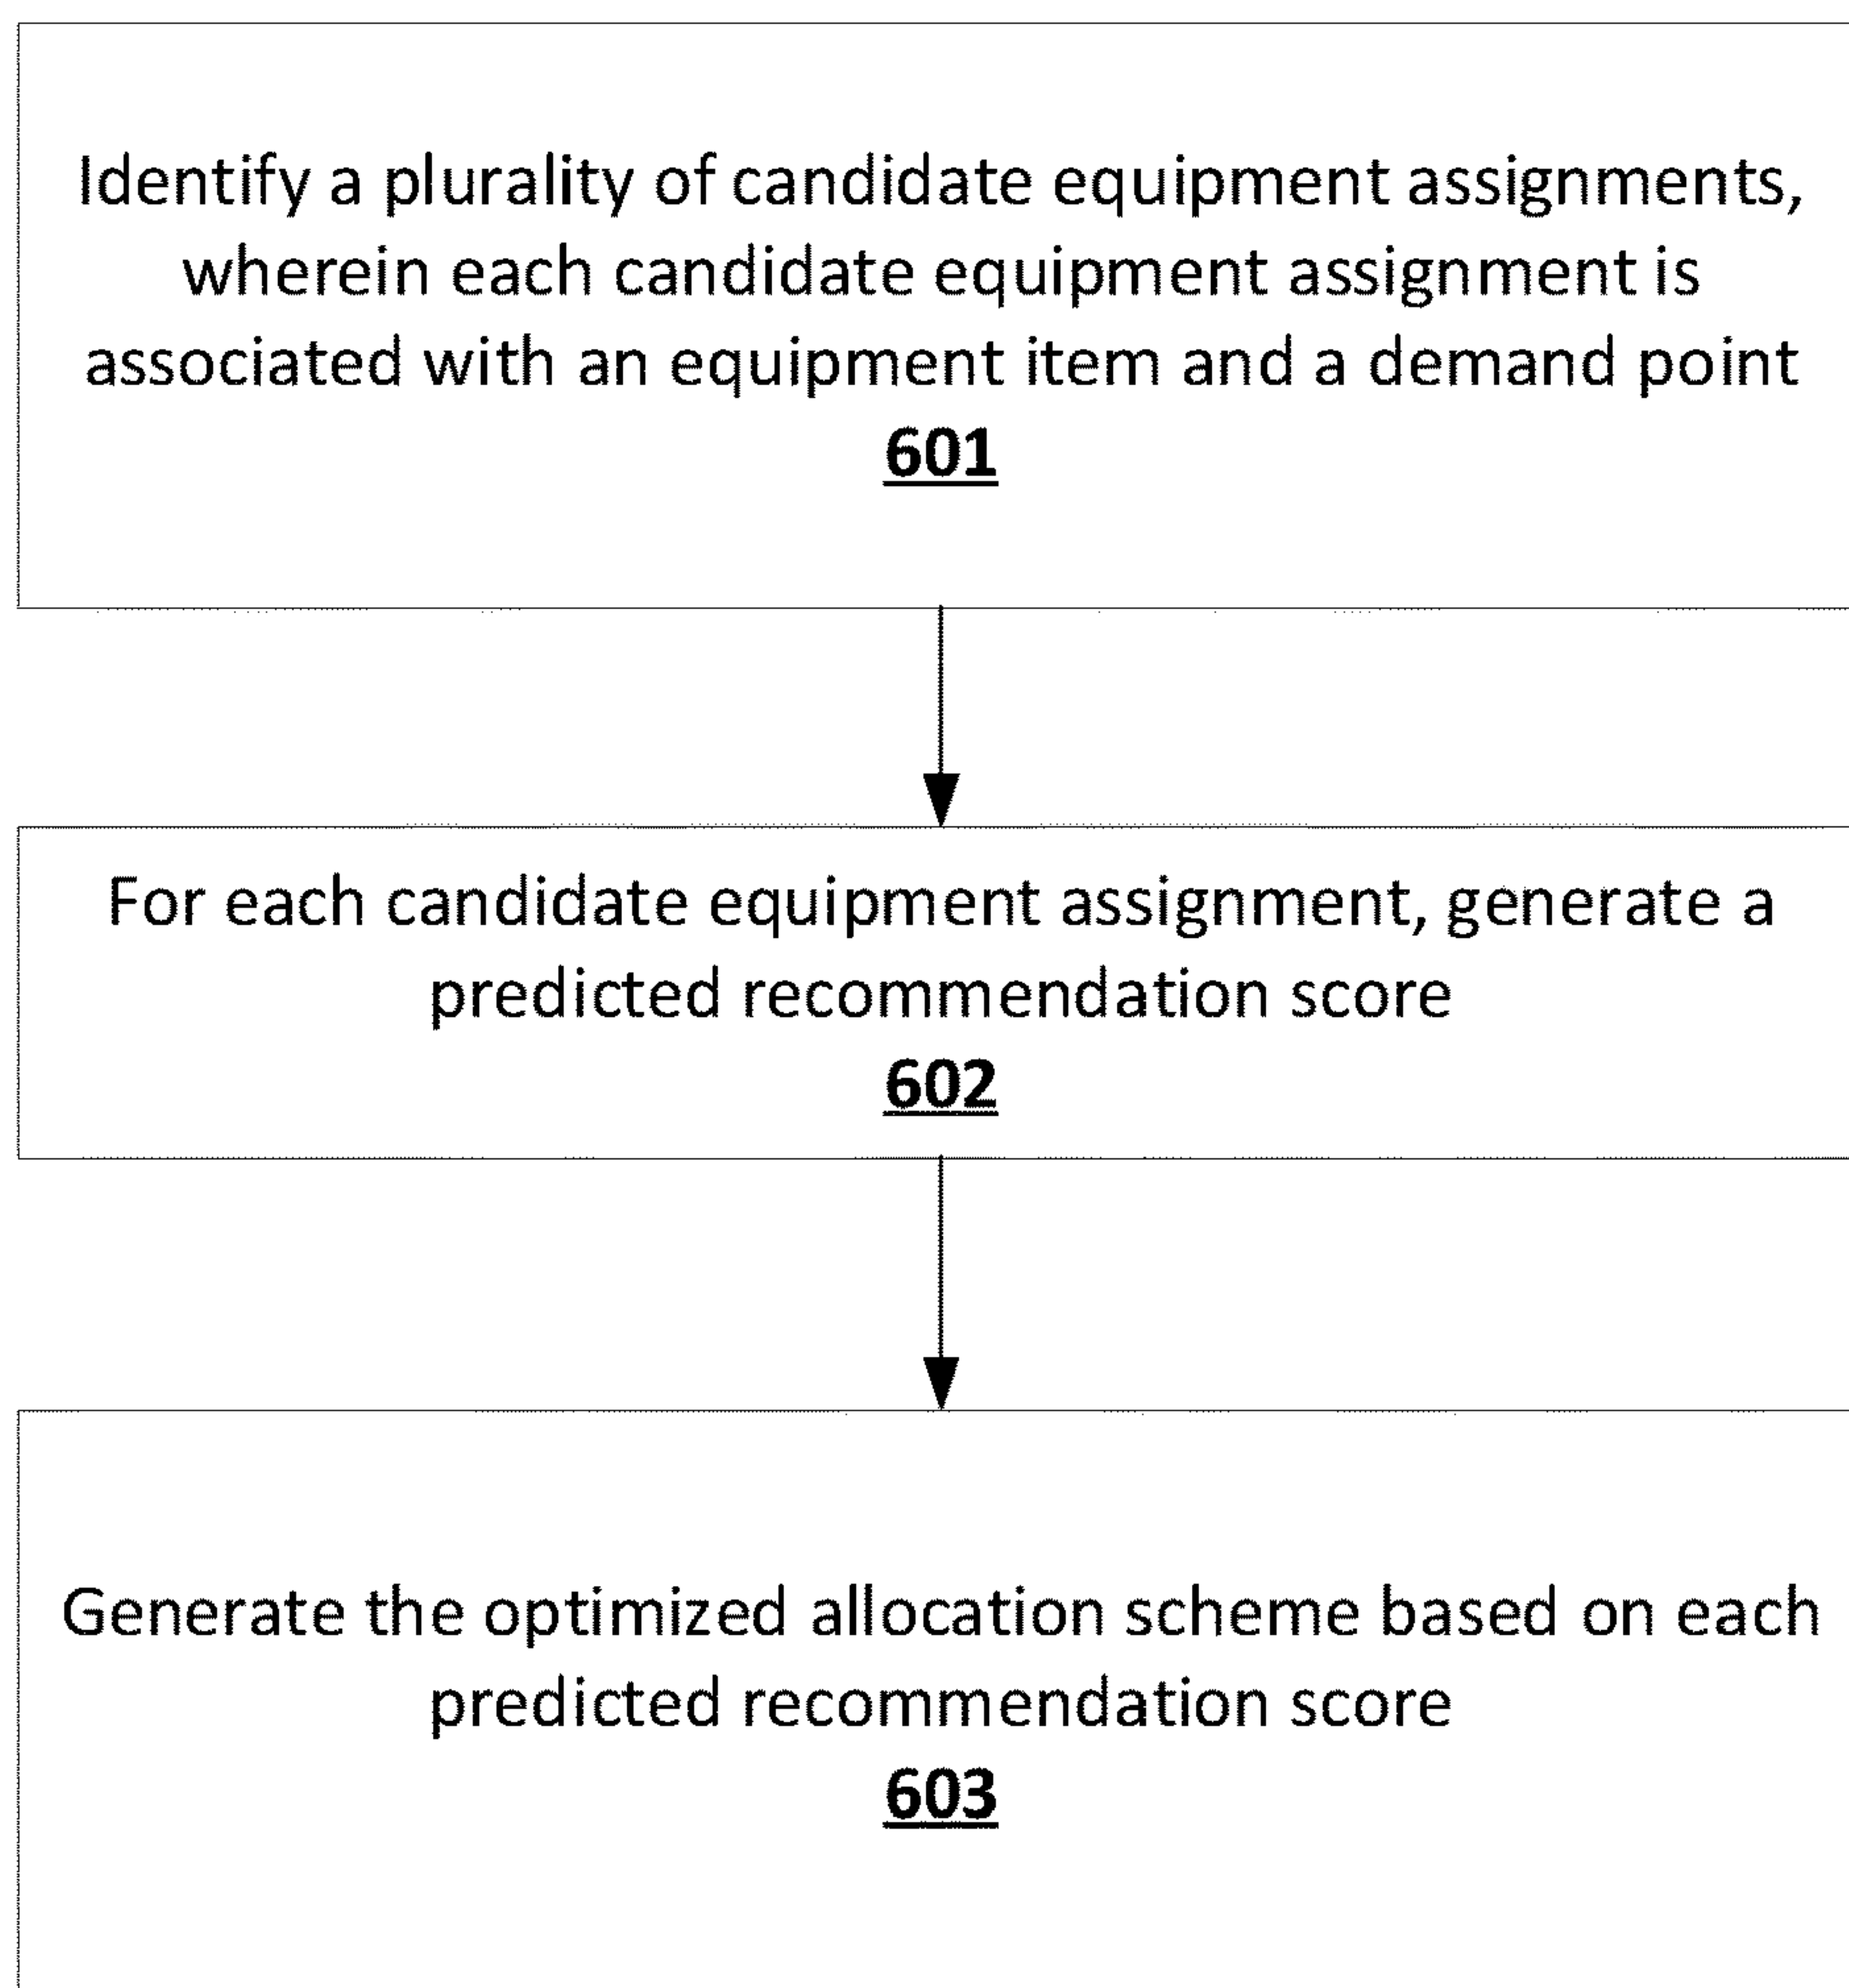 Identify a plurality of candidate equipment assignments,
wherein each candidate equipment assignment is
associated with an equipment item and a demand point
601
For each candidate equipment assignment, generate a
predicted recommendation score
602
Generate the optimized allocation scheme based on each
predicted recommendation score
603